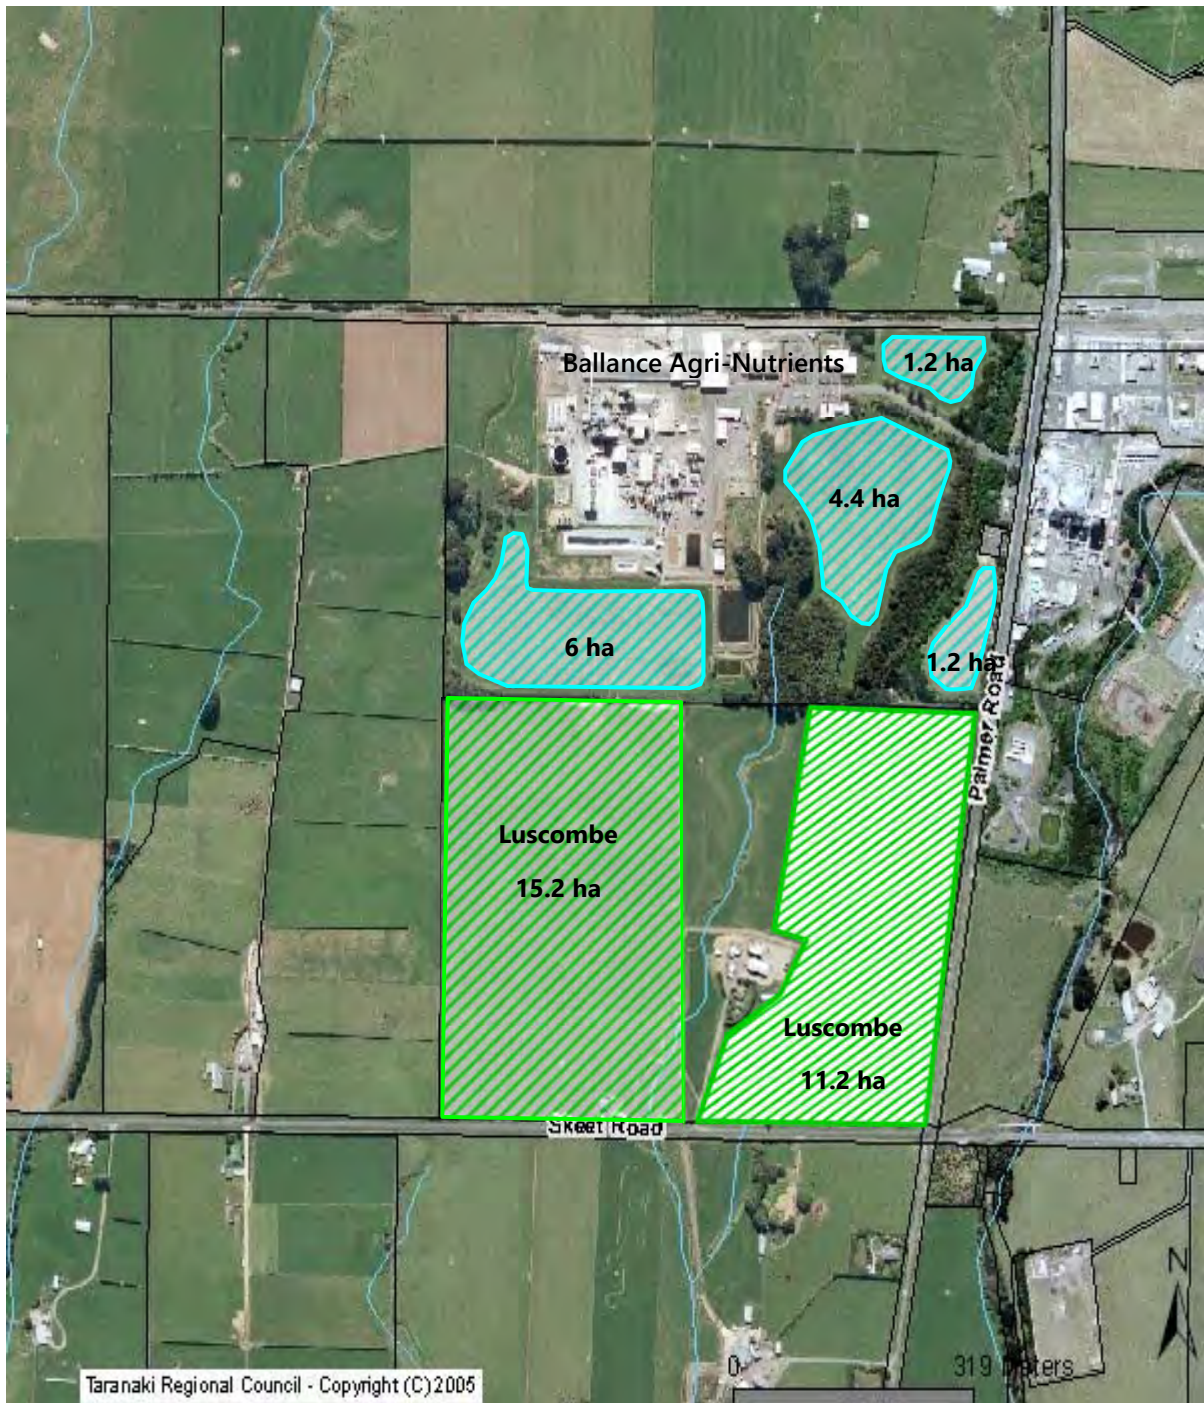 Ballance Agri-Nutrients
1.2 ha
4.4 ha
6 ha
1.2 ha
Palmer Road
Luscombe
15.2 ha
Luscombe
11.2 ha
Skeet Road
N
0
319 Meters
Taranaki Regional Council - Copyright (C) 2005